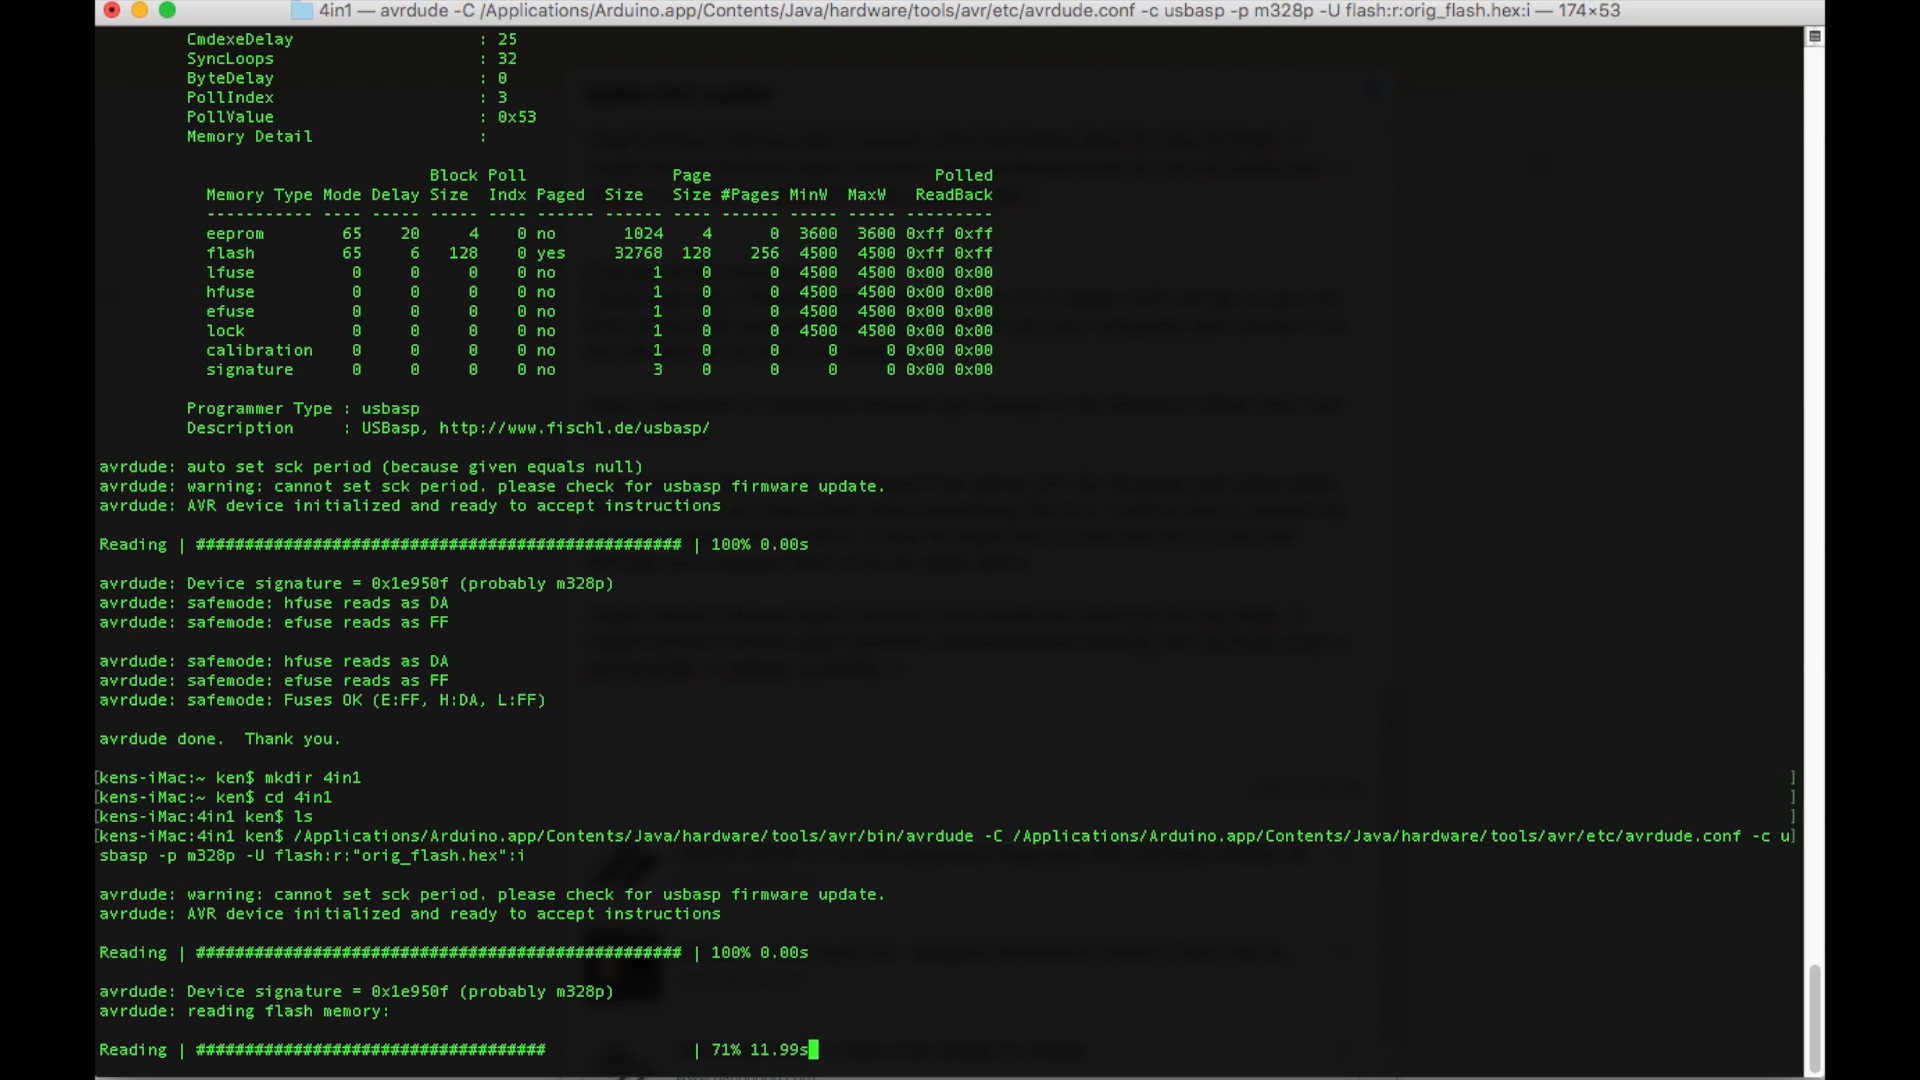 4in1 — avrdude -C /Applications/Arduino.app/Contents/Java/hardware/tools/avr/etc/avrdude.conf -c usbasp -p m328p -U flash:r:orig_flash.hex:i — 174×53
CmdexeDelay : 25
SyncLoops : 32
ByteDelay : 0
PollIndex : 3
PollValue : 0x53
Memory Detail :
Block Poll Page Polled
Memory Type Mode Delay Size Indx Paged Size Size #Pages MinW MaxW ReadBack
----------- ---- ----- ----- ---- ------ ------ ---- ------ ----- ----- ---------
eeprom 65 20 4 0 no 1024 4 0 3600 3600 0xff 0xff
flash 65 6 128 0 yes 32768 128 256 4500 4500 0xff 0xff
lfuse 0 0 0 0 no 1 0 0 4500 4500 0x00 0x00
hfuse 0 0 0 0 no 1 0 0 4500 4500 0x00 0x00
efuse 0 0 0 0 no 1 0 0 4500 4500 0x00 0x00
lock 0 0 0 0 no 1 0 0 4500 4500 0x00 0x00
calibration 0 0 0 0 no 1 0 0 0 0 0x00 0x00
signature 0 0 0 0 no 3 0 0 0 0 0x00 0x00
Programmer Type : usbasp
Description : USBasp, http://www.fischl.de/usbasp/
avrdude: auto set sck period (because given equals null)
avrdude: warning: cannot set sck period. please check for usbasp firmware update.
avrdude: AVR device initialized and ready to accept instructions
Reading | ################################################## | 100% 0.00s
avrdude: Device signature = 0x1e950f (probably m328p)
avrdude: safemode: hfuse reads as DA
avrdude: safemode: efuse reads as FF
avrdude: safemode: hfuse reads as DA
avrdude: safemode: efuse reads as FF
avrdude: safemode: Fuses OK (E:FF, H:DA, L:FF)
avrdude done.  Thank you.
[kens-iMac:~ ken$ mkdir 4in1 ]
[kens-iMac:~ ken$ cd 4in1 ]
[kens-iMac:4in1 ken$ ls ]
[kens-iMac:4in1 ken$ /Applications/Arduino.app/Contents/Java/hardware/tools/avr/bin/avrdude -C /Applications/Arduino.app/Contents/Java/hardware/tools/avr/etc/avrdude.conf -c u]
sbasp -p m328p -U flash:r:"orig_flash.hex":i
avrdude: warning: cannot set sck period. please check for usbasp firmware update.
avrdude: AVR device initialized and ready to accept instructions
Reading | ################################################## | 100% 0.00s
avrdude: Device signature = 0x1e950f (probably m328p)
avrdude: reading flash memory:
Reading | #################################### | 71% 11.99s